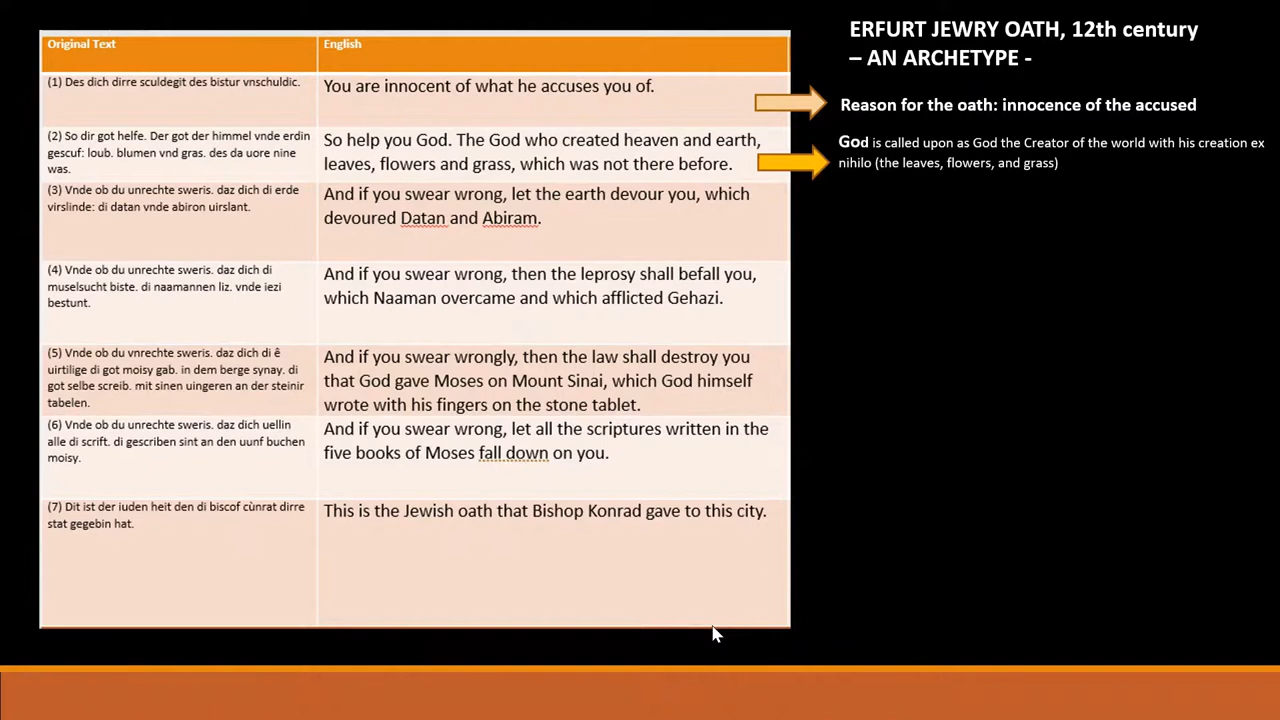 ERFURT JEWRY OATH, 12th century
– AN ARCHETYPE -
Original Text
English
(1) Des dich dirre sculdegit des bistur vnschuldic.
You are innocent of what he accuses you of.
Reason for the oath: innocence of the accused
(2) So dir got helfe. Der got der himmel vnde erdin
gescuf: loub. blumen vnd gras. des da uore nine
was.
So help you God. The God who created heaven and earth,
leaves, flowers and grass, which was not there before.
God is called upon as God the Creator of the world with his creation ex
nihilo (the leaves, flowers, and grass)
(3) Vnde ob du unrechte sweris. daz dich di erde
virslinde: di datan vnde abiron uirslant.
And if you swear wrong, let the earth devour you, which
devoured Datan and Abiram.
(4) Vnde ob du unrechte sweris. daz dich di
muselsucht biste. di naamannen liz. vnde iezi
bestunt.
And if you swear wrong, then the leprosy shall befall you,
which Naaman overcame and which afflicted Gehazi.
(5) Vnde ob du vnrechte sweris. daz dich di ê
uirtilige di got moisy gab. in dem berge synay. di
got selbe screib. mit sinen uingeren an der steinir
tabelen.
And if you swear wrongly, then the law shall destroy you
that God gave Moses on Mount Sinai, which God himself
wrote with his fingers on the stone tablet.
(6) Vnde ob du unrechte sweris. daz dich uellin
alle di scrift. di gescriben sint an den uunf buchen
moisy.
And if you swear wrong, let all the scriptures written in the
five books of Moses fall down on you.
(7) Dit ist der iuden heit den di biscof cùnrat dirre
stat gegebin hat.
This is the Jewish oath that Bishop Konrad gave to this city.